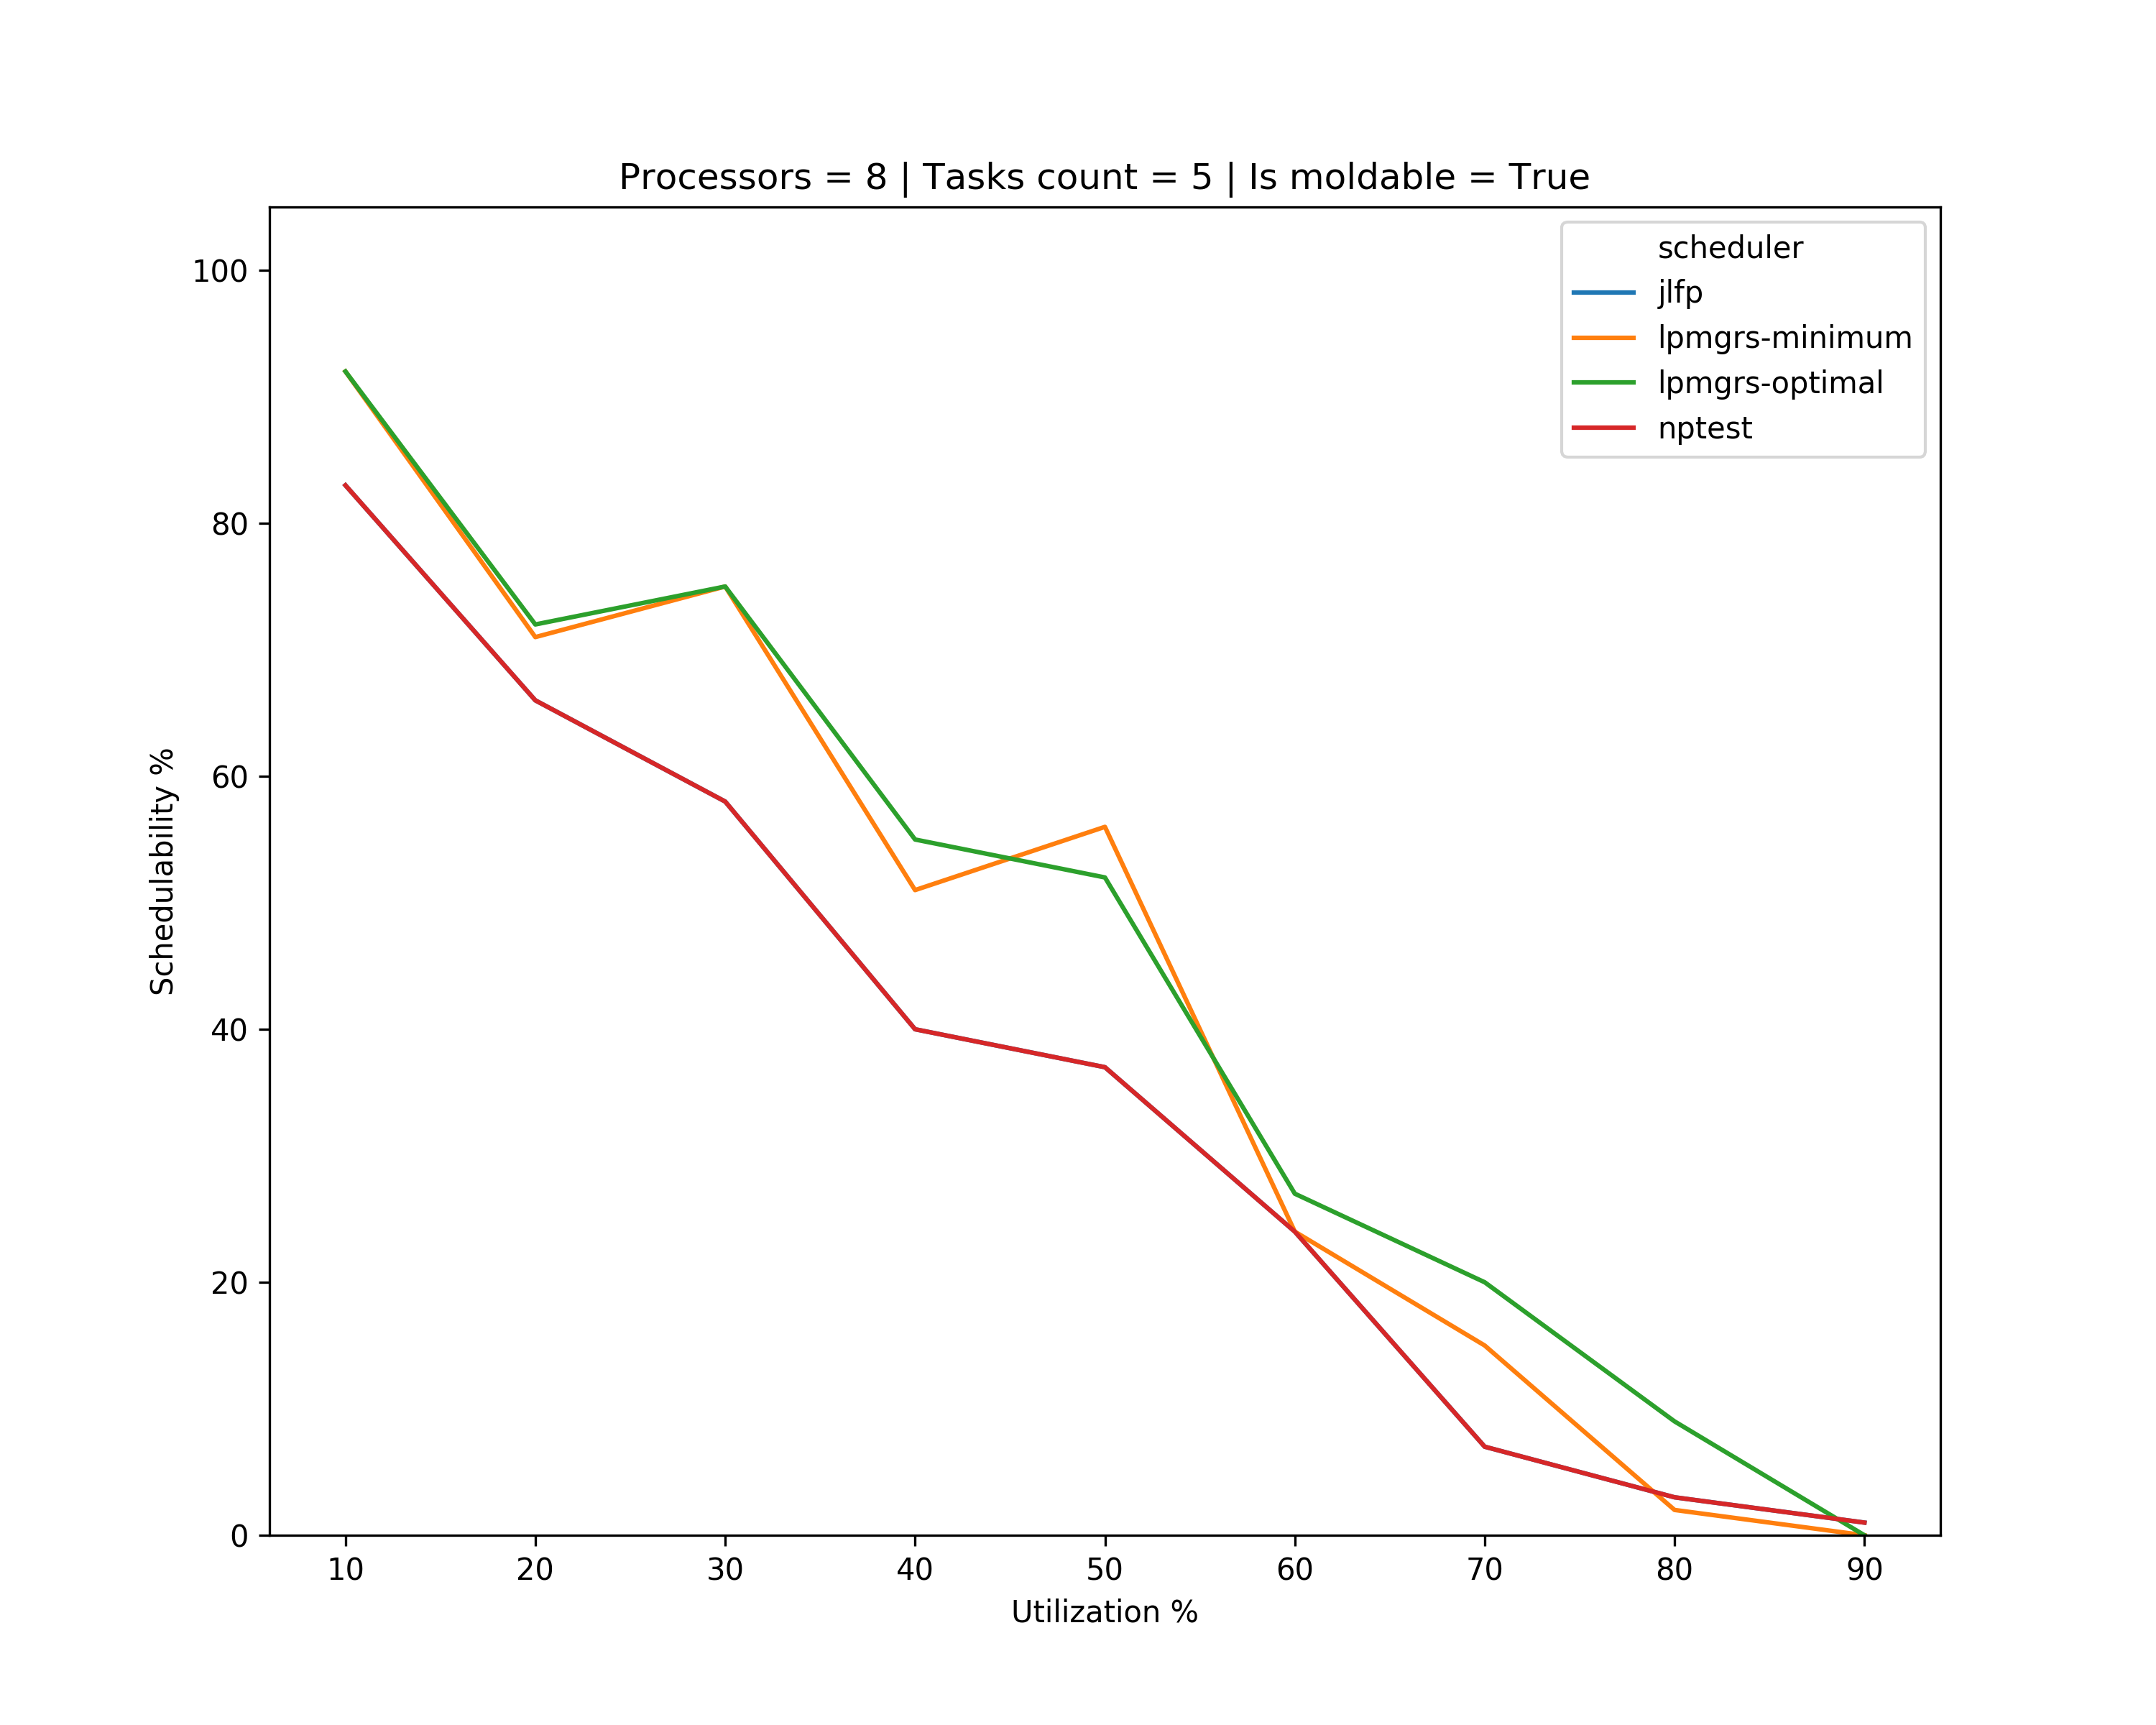 Processors = 8 | Tasks count = 5 | Is moldable = True
scheduler
jlfp
lpmgrs-minimum
lpmgrs-optimal
nptest
Schedulability %
100
80
60
40
20
0
10 20 30 40 50 60 70 80 90
Utilization %